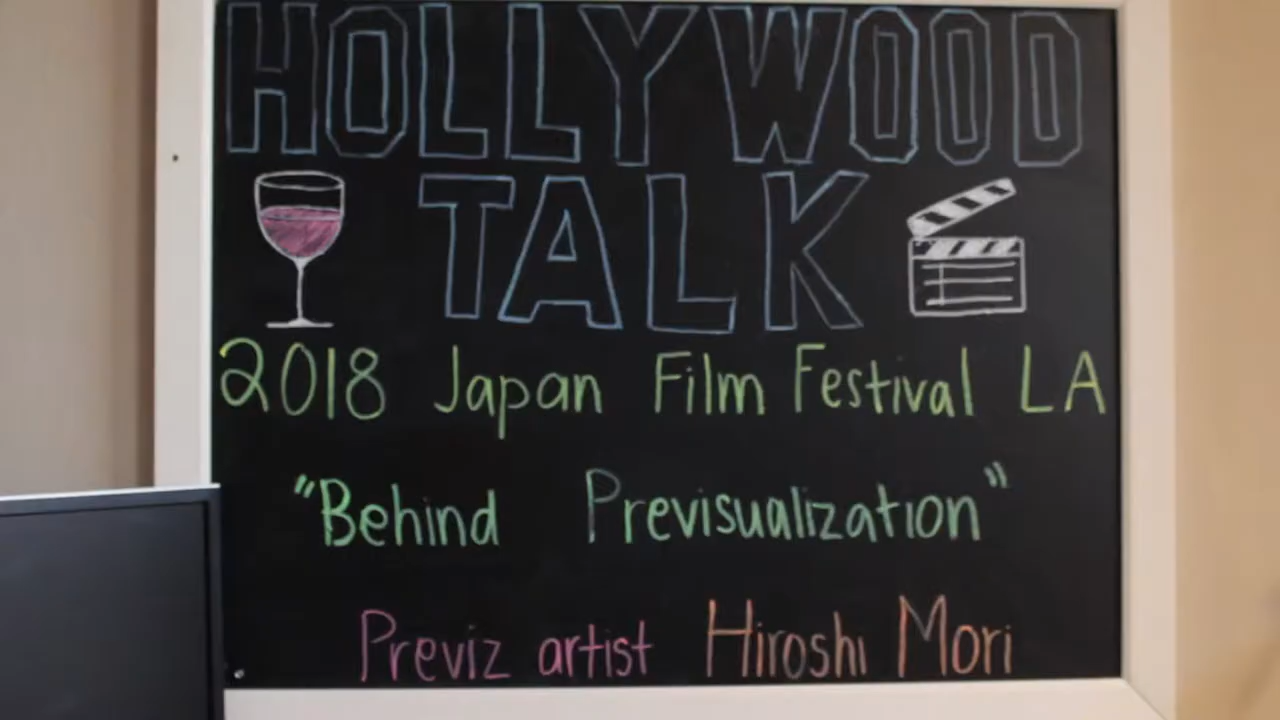 HOLLYWOOD
TALK
2018 Japan Film Festival LA
"Behind Previsualization"
Previz artist Hiroshi Mori